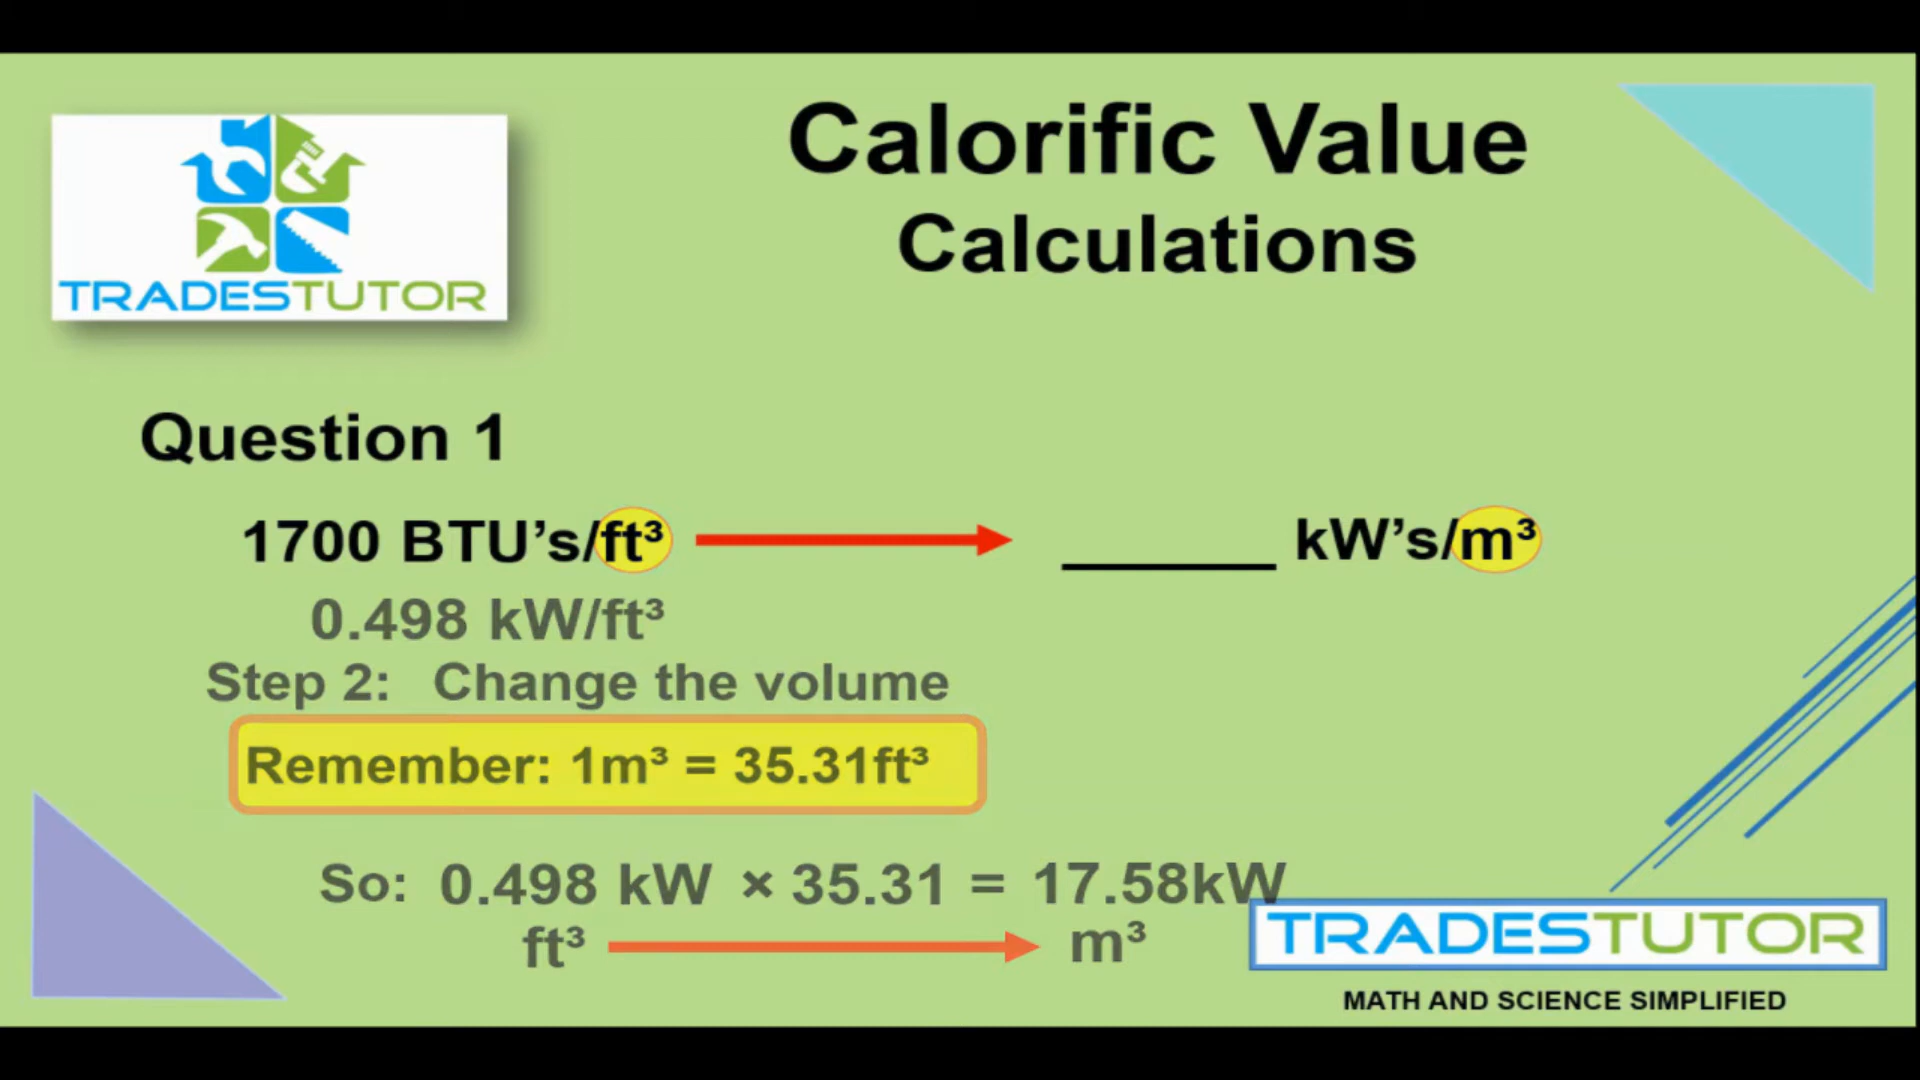 TRADESTUTOR
Calorific Value
Calculations
Question 1
1700 BTU’s/ft³ ______ kW’s/m³
0.498 kW/ft³
Step 2: Change the volume
Remember: 1m³ = 35.31ft³
So: 0.498 kW × 35.31 = 17.58kW
ft³ m³
TRADESTUTOR
MATH AND SCIENCE SIMPLIFIED